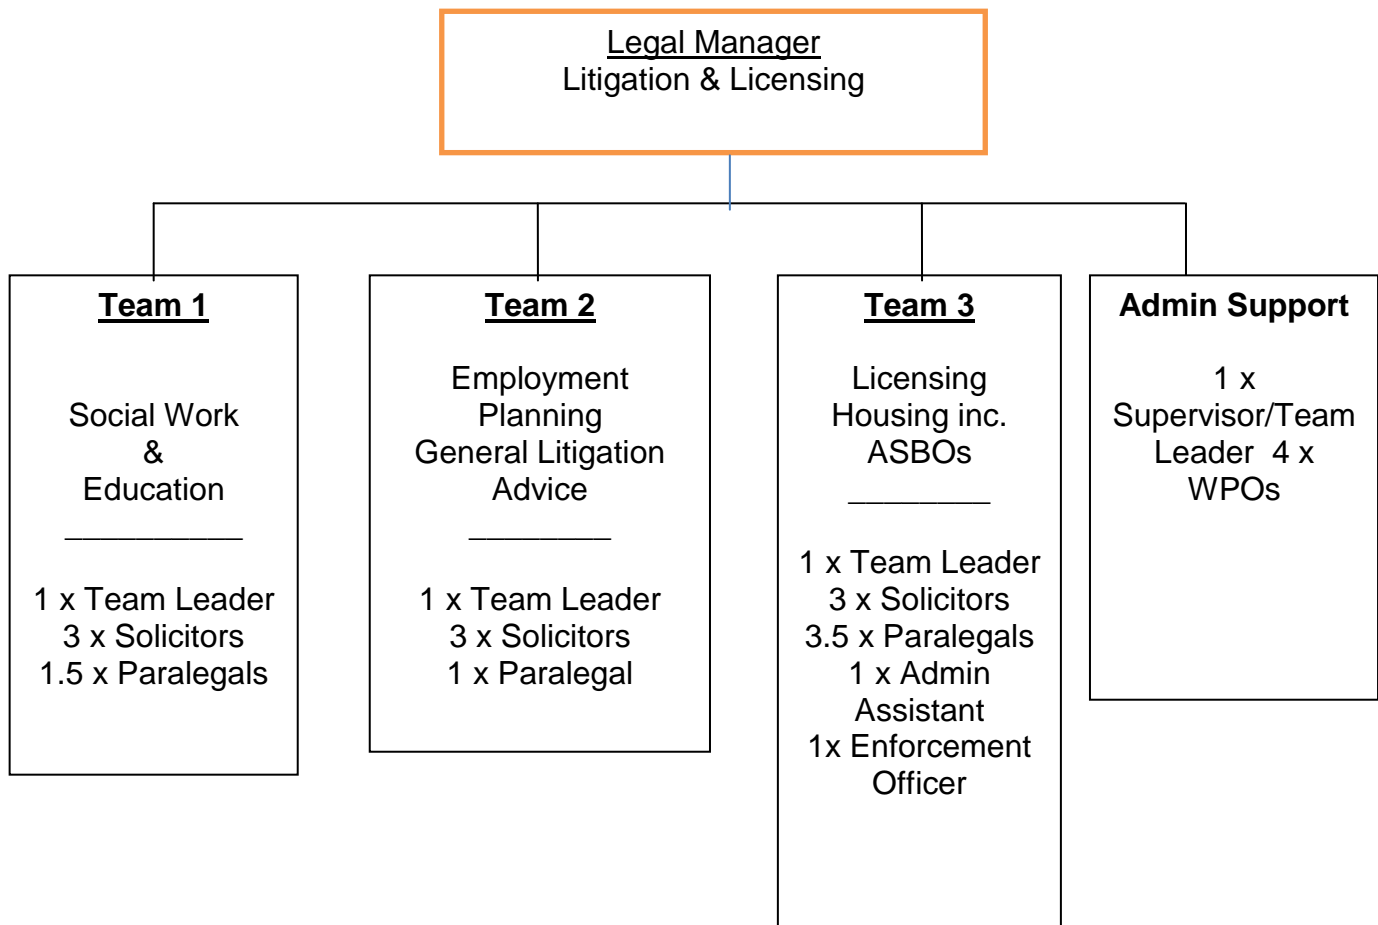 Legal Manager
Litigation & Licensing
Team 1
Social Work
&
Education
__________
1 x Team Leader
3 x Solicitors
1.5 x Paralegals
Team 2
Employment
Planning
General Litigation
Advice
________
1 x Team Leader
3 x Solicitors
1 x Paralegal
Team 3
Licensing
Housing inc.
ASBOs
________
1 x Team Leader
3 x Solicitors
3.5 x Paralegals
1 x Admin
Assistant
1x Enforcement
Officer
Admin Support
1 x
Supervisor/Team
Leader  4 x
WPOs